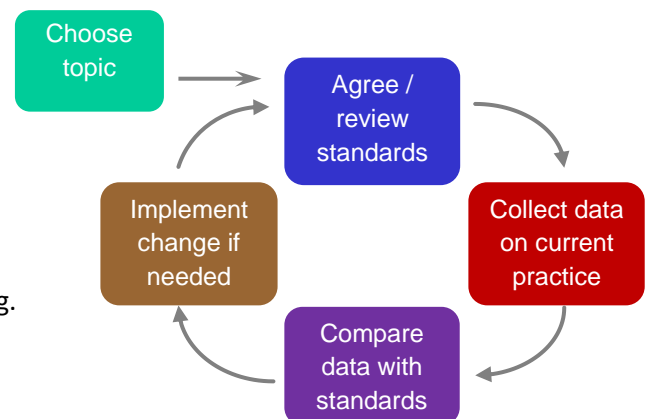 Choose
topic
Agree /
review
standards
Implement
change if
needed
Collect data
on current
practice
g.
Compare
data with
standards